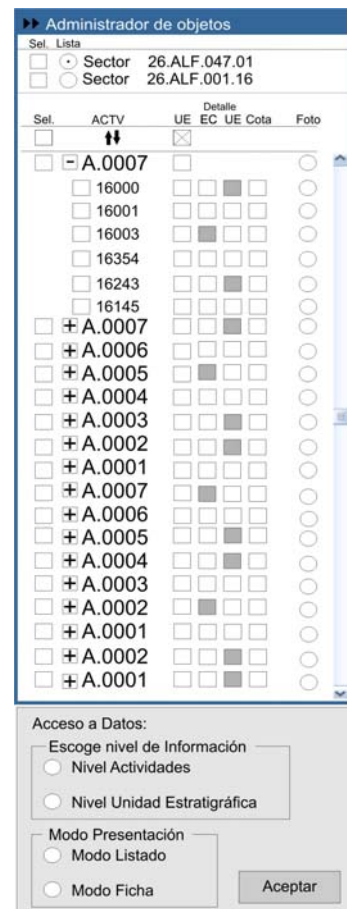 Administrador de objetos
Sel. Lista
Sector 26.ALF.047.01
Sector 26.ALF.001.16
Detalle
Sel. ACTV UE EC UE Cota Foto
A.0007
16000
16001
16003
16354
16243
16145
A.0007
A.0006
A.0005
A.0004
A.0003
A.0002
A.0001
A.0007
A.0006
A.0005
A.0004
A.0003
A.0002
A.0001
A.0002
A.0001
Acceso a Datos:
Escoge nivel de Información
Nivel Actividades
Nivel Unidad Estratigráfica
Modo Presentación
Modo Listado
Modo Ficha
Aceptar